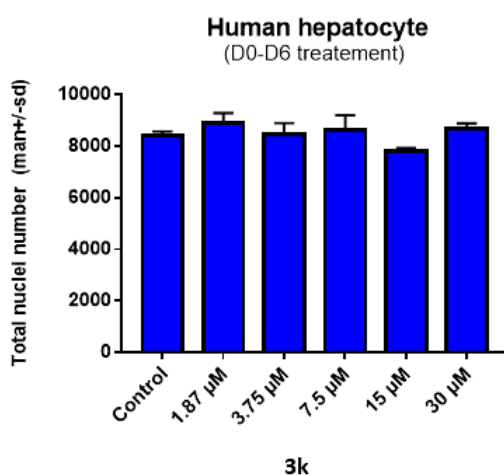 Human hepatocyte
(D0-D6 treatement)
Total nuclei number (man+/-sd)
10000
8000
6000
4000
2000
0
Control
1.87 µM
3.75 µM
7.5 µM
15 µM
30 µM
3k